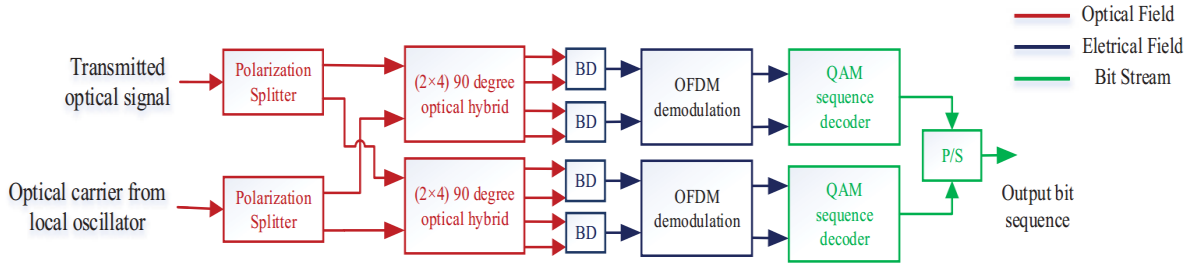 Optical Field
Eletrical Field
Bit Stream
Transmitted
optical signal
Polarization
Splitter
(2×4) 90 degree
optical hybrid
BD
BD
OFDM
demodulation
QAM
sequence
decoder
P/S
Output bit
sequence
Optical carrier from
local oscillator
Polarization
Splitter
(2×4) 90 degree
optical hybrid
BD
BD
OFDM
demodulation
QAM
sequence
decoder